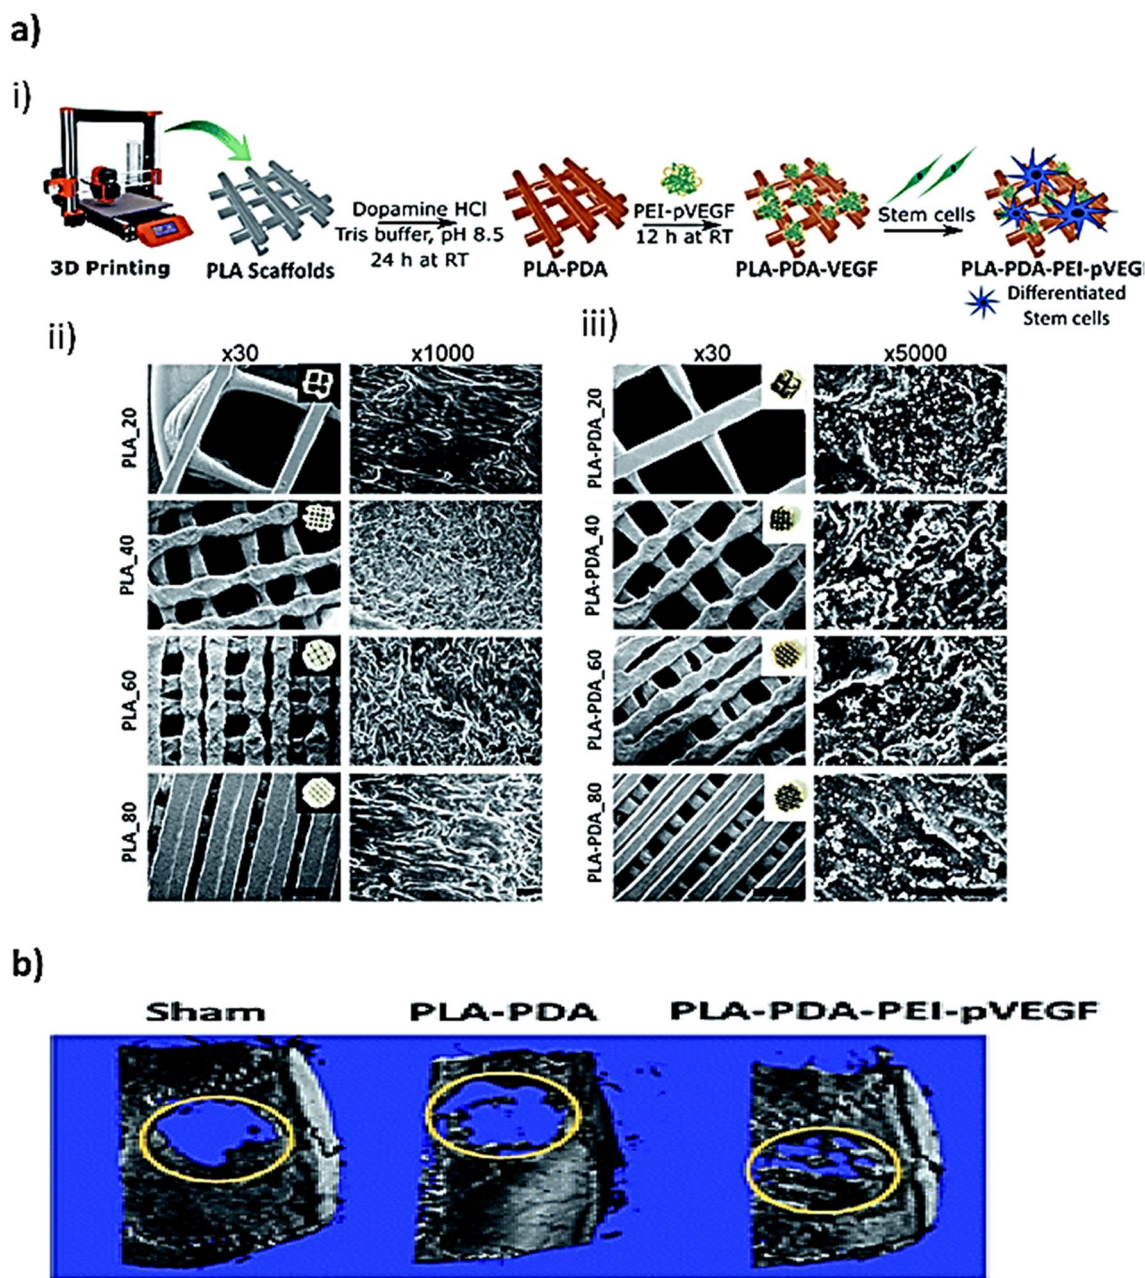 a)
i)
3D Printing
PLA Scaffolds
Dopamine HCl
Tris buffer, pH 8.5
24 h at RT
PLA-PDA
PEI-pVEGF
12 h at RT
PLA-PDA-VEGF
Stem cells
PLA-PDA-PEI-pVEG
Differentiated
Stem cells
ii)
x30
x1000
PLA_20
PLA_40
PLA_60
PLA_80
iii)
x30
x5000
PLA-PDA_20
PLA-PDA_40
PLA-PDA_60
PLA-PDA_80
b)
Sham
PLA-PDA
PLA-PDA-PEI-pVEGF